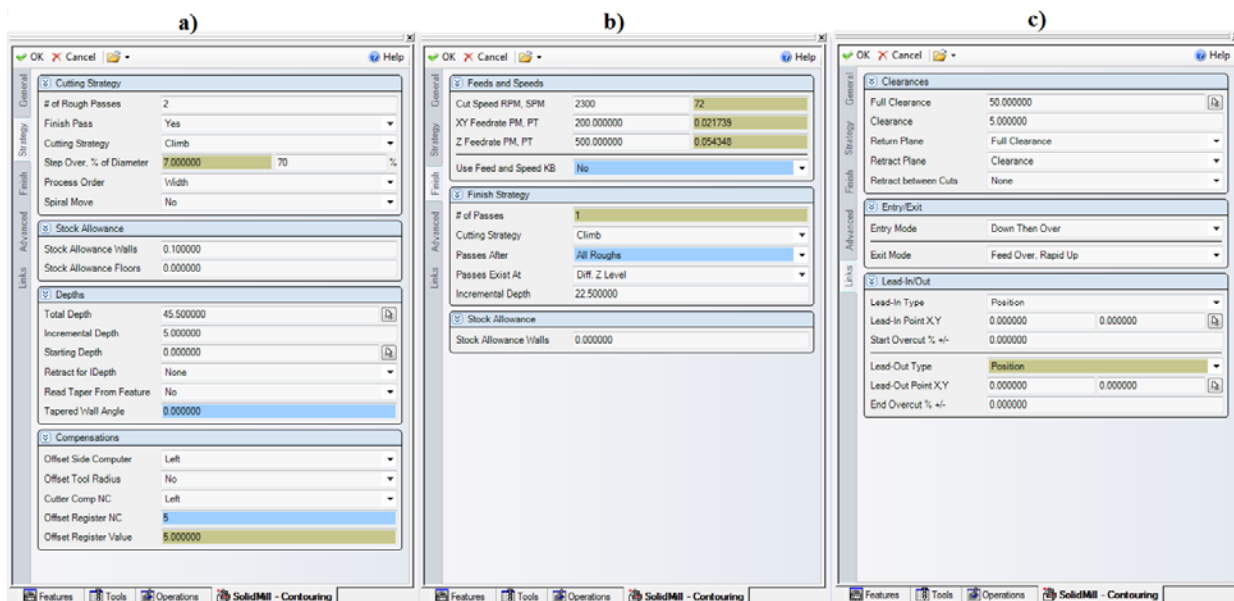 a)
OK Cancel Help
General
Strategy
Finish
Advanced
Links
Cutting Strategy
# of Rough Passes 2
Finish Pass Yes
Cutting Strategy Climb
Step Over, % of Diameter 7.000000 70 %
Process Order Width
Spiral Move No
Stock Allowance
Stock Allowance Walls 0.100000
Stock Allowance Floors 0.000000
Depths
Total Depth 45.500000
Incremental Depth 5.000000
Starting Depth 0.000000
Retract for IDepth None
Read Taper From Feature No
Tapered Wall Angle 0.000000
Compensations
Offset Side Computer Left
Offset Tool Radius No
Cutter Comp NC Left
Offset Register NC 5
Offset Register Value 5.000000
Features Tools Operations SolidMill - Contouring
b)
OK Cancel Help
General
Strategy
Finish
Advanced
Links
Feeds and Speeds
Cut Speed RPM, SPM 2300 72
XY Feedrate PM, PT 200.000000 0.021739
Z Feedrate PM, PT 500.000000 0.054348
Use Feed and Speed KB No
Finish Strategy
# of Passes 1
Cutting Strategy Climb
Passes After All Roughs
Passes Exist At Diff. Z Level
Incremental Depth 22.500000
Stock Allowance
Stock Allowance Walls 0.000000
Features Tools Operations SolidMill - Contouring
c)
OK Cancel Help
General
Strategy
Finish
Advanced
Links
Clearances
Full Clearance 50.000000
Clearance 5.000000
Return Plane Full Clearance
Retract Plane Clearance
Retract between Cuts None
Entry/Exit
Entry Mode Down Then Over
Exit Mode Feed Over, Rapid Up
Lead-In/Out
Lead-In Type Position
Lead-In Point X,Y 0.000000 0.000000
Start Overcut % +/- 0.000000
Lead-Out Type Position
Lead-Out Point X,Y 0.000000 0.000000
End Overcut % +/- 0.000000
Features Tools Operations SolidMill - Contouring